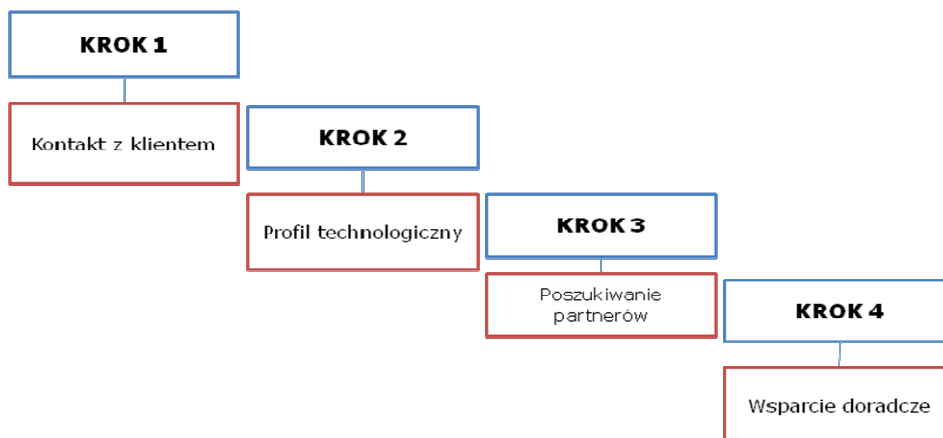 KROK 1
Kontakt z klientem
KROK 2
Profil technologiczny
KROK 3
Poszukiwanie
partnerów
KROK 4
Wsparcie doradcze